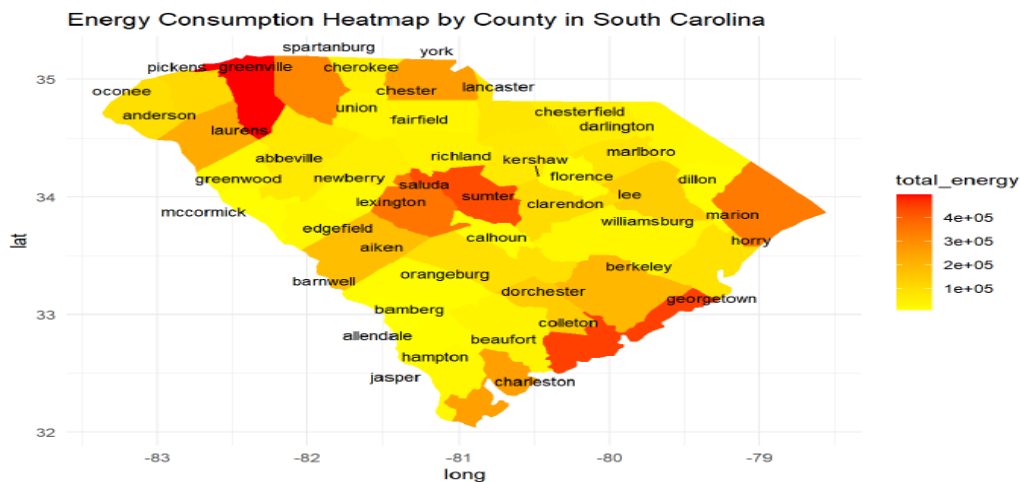 Energy Consumption Heatmap by County in South Carolina
spartanburg
york
pickens
greenville
cherokee
oconee
chester
lancaster
anderson
union
chesterfield
laurens
fairfield
darlington
abbeville
richland
kershaw
marlboro
greenwood
newberry
saluda
florence
dillon
lexington
sumter
lee
mccormick
clarendon
edgefield
williamsburg
marion
aiken
calhoun
horry
barnwell
orangeburg
berkeley
dorchester
georgetown
bamberg
colleton
allendale
beaufort
hampton
jasper
charleston
35
34
33
32
lat
-83
-82
-81
-80
-79
long
total_energy
4e+05
3e+05
2e+05
1e+05